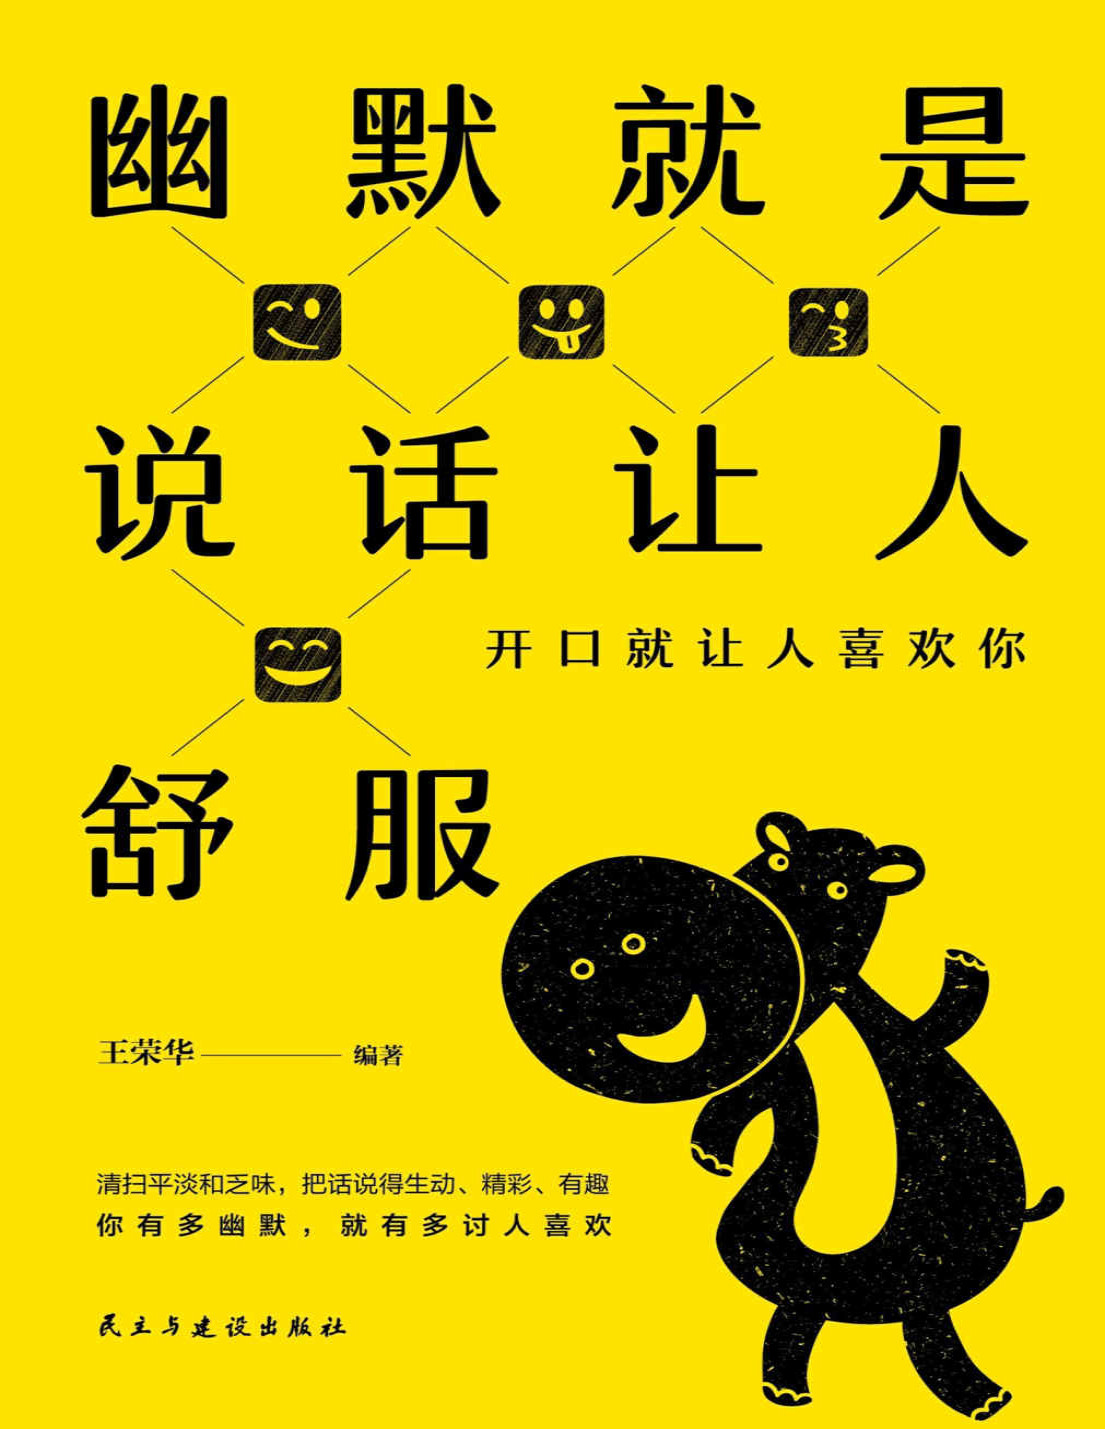 幽默就是
说话让人
开口就让人喜欢你
舒服
王荣华——编著
清扫平淡和乏味，把话说得生动、精彩、有趣
你有多幽默，就有多讨人喜欢
民主与建设出版社